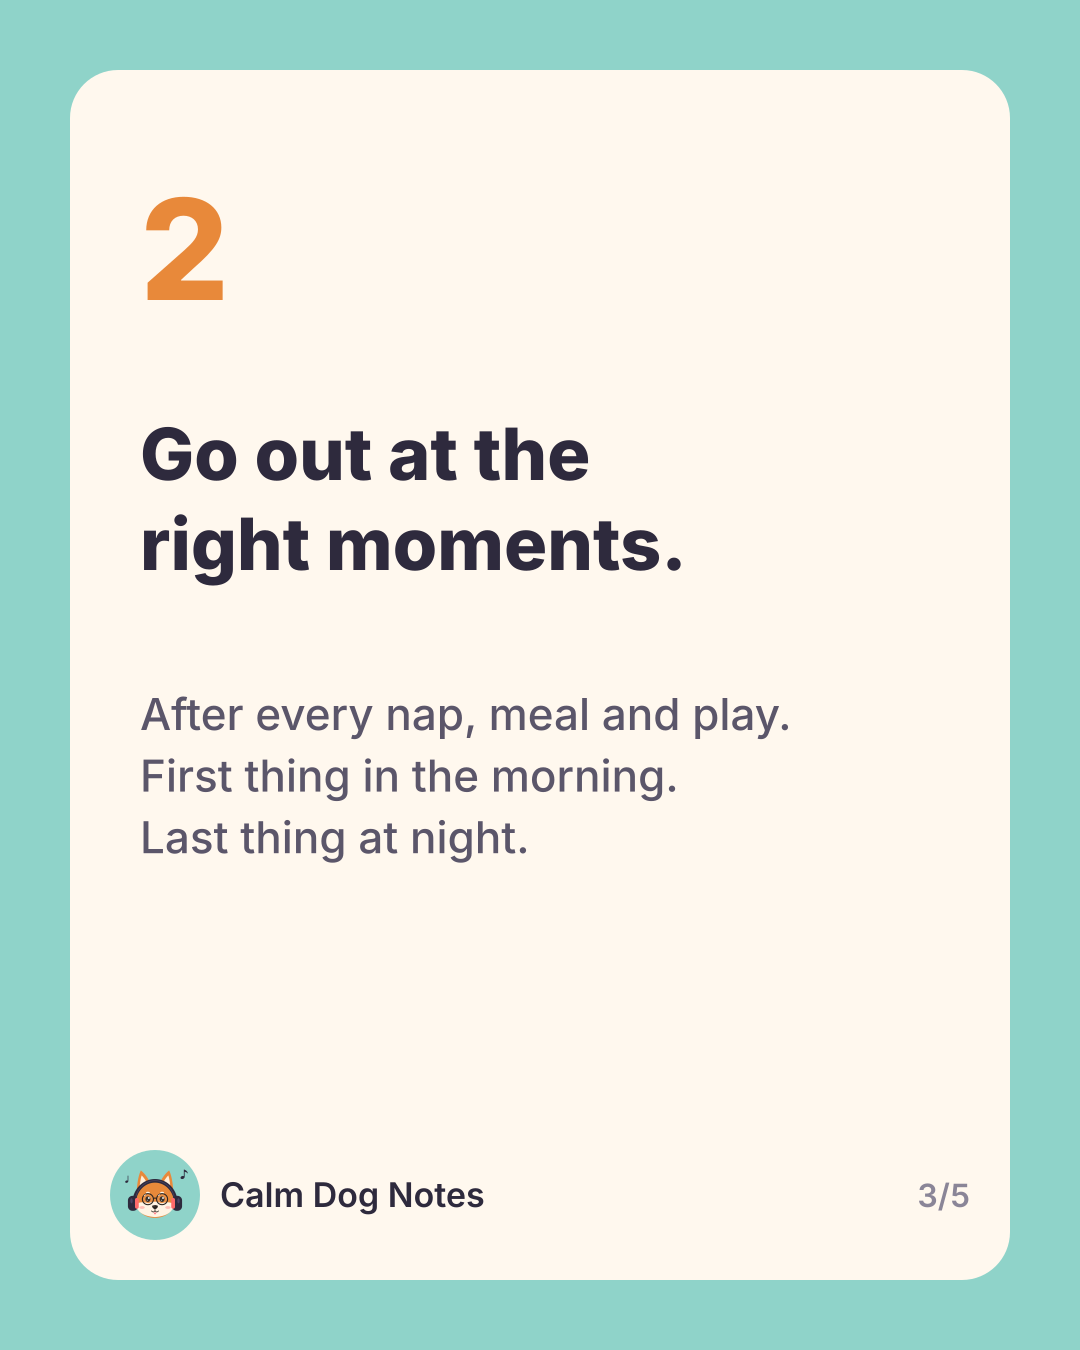 2
Go out at the
right moments.
After every nap, meal and play.
First thing in the morning.
Last thing at night.
Calm Dog Notes
3/5